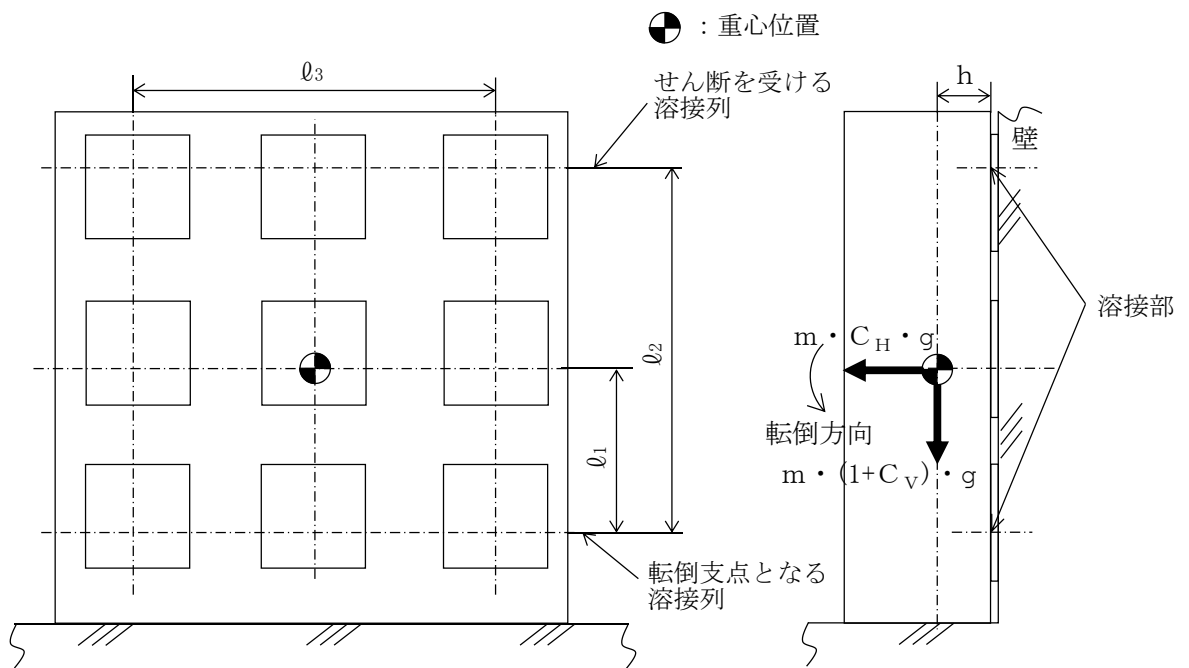 ：重心位置
ℓ3
せん断を受ける
溶接列
h
壁
溶接部
ℓ2
m・CH・g
転倒方向
m・(1+CV)・g
ℓ1
転倒支点となる
溶接列